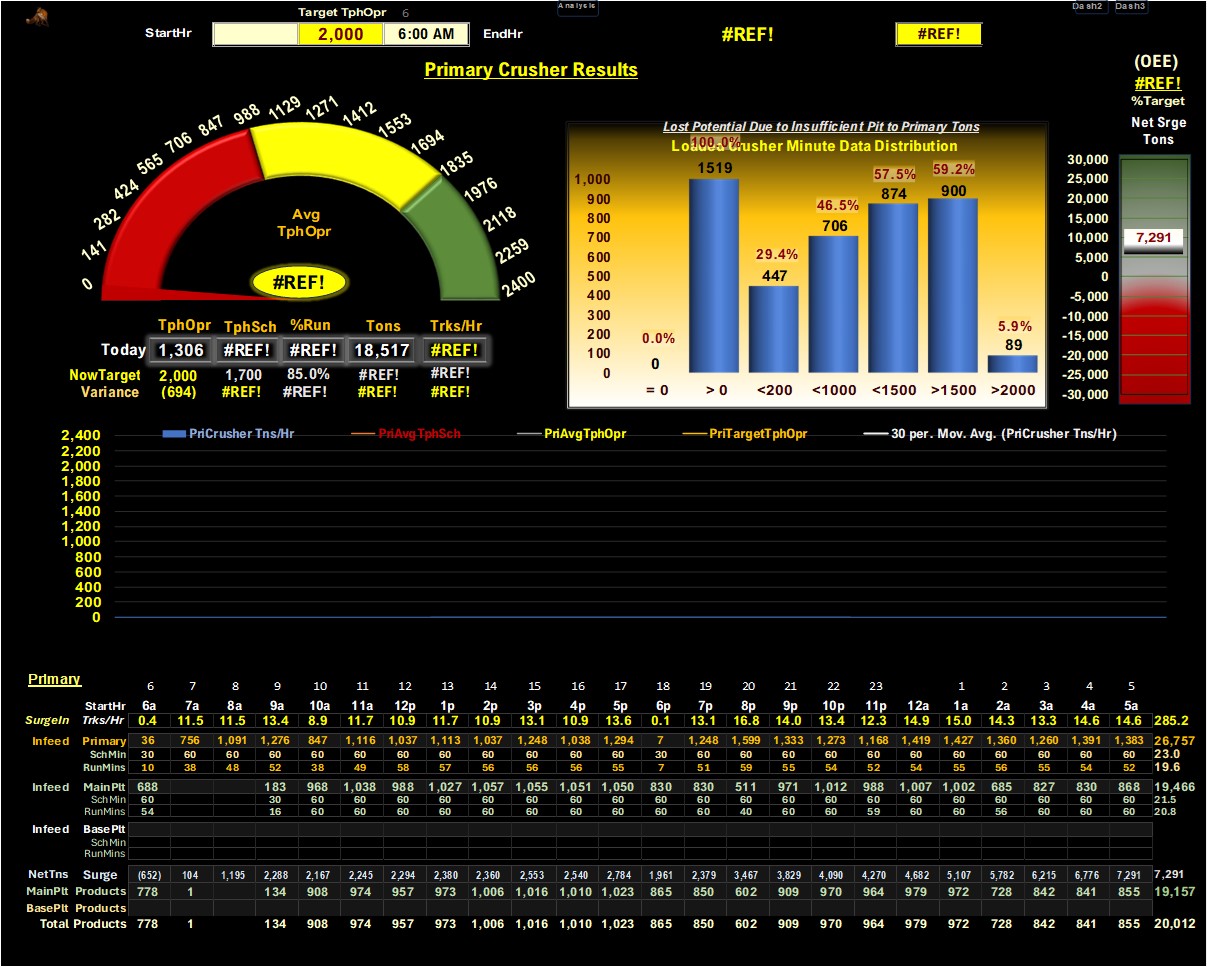 Target TphOpr 6
Analysis
Dash2 Dash3
StartHr 2,000 6:00 AM EndHr
#REF!
#REF!
Primary Crusher Results
(OEE)
#REF!
%Target
Net Srge
Tons
0
141
282
424
565
706
847
988
1129
1271
1412
1553
1694
1835
1976
2118
2259
2400
Avg
TphOpr
#REF!
TphOpr TphSch %Run Tons Trks/Hr
Today 1,306 #REF! #REF! 18,517 #REF!
NowTarget 2,000 1,700 85.0% #REF! #REF!
Variance (694) #REF! #REF! #REF! #REF!
Lost Potential Due to Insufficient Pit to Primary Tons
Loaded Crusher Minute Data Distribution
1,000
900
800
700
600
500
400
300
200
100
0
0.0% 100.0% 29.4% 46.5% 57.5% 59.2% 5.9%
0 1519 447 706 874 900 89
= 0 > 0 <200 <1000 <1500 >1500 >2000
30,000
25,000
20,000
15,000
10,000
7,291
5,000
0
-5,000
-10,000
-15,000
-20,000
-25,000
-30,000
PriCrusher Tns/Hr PriAvgTphSch PriAvgTphOpr PriTargetTphOpr 30 per. Mov. Avg. (PriCrusher Tns/Hr)
2,400
2,200
2,000
1,800
1,600
1,400
1,200
1,000
800
600
400
200
0
Primary 6 7 8 9 10 11 12 13 14 15 16 17 18 19 20 21 22 23 1 2 3 4 5
StartHr 6a 7a 8a 9a 10a 11a 12p 1p 2p 3p 4p 5p 6p 7p 8p 9p 10p 11p 12a 1a 2a 3a 4a 5a
SurgeIn Trks/Hr 0.4 11.5 11.5 13.4 8.9 11.7 10.9 11.7 10.9 13.1 10.9 13.6 0.1 13.1 16.8 14.0 13.4 12.3 14.9 15.0 14.3 13.3 14.6 14.6 285.2
Infeed Primary 36 756 1,091 1,276 847 1,116 1,037 1,113 1,037 1,248 1,038 1,294 7 1,248 1,599 1,333 1,273 1,168 1,419 1,427 1,360 1,260 1,391 1,383 26,757
SchMin 30 60 60 60 60 60 60 60 60 60 60 60 30 60 60 60 60 60 60 60 60 60 60 60 23.0
RunMins 10 38 48 52 38 49 58 57 56 56 56 55 7 51 59 55 54 52 54 55 56 55 54 52 19.6
Infeed MainPlt 688 183 968 1,038 988 1,027 1,057 1,055 1,051 1,050 830 830 511 971 1,012 988 1,007 1,002 685 827 830 868 19,466
SchMin 60 30 60 60 60 60 60 60 60 60 60 60 60 60 60 60 60 60 60 60 60 60 21.5
RunMins 54 16 60 60 60 60 60 60 60 60 60 60 40 60 60 59 60 60 56 60 60 60 20.8
Infeed BasePlt
SchMin
RunMins
NetTns Surge (652) 104 1,195 2,288 2,167 2,245 2,294 2,380 2,360 2,553 2,540 2,784 1,961 2,379 3,467 3,829 4,090 4,270 4,682 5,107 5,782 6,215 6,776 7,291 7,291
MainPlt Products 778 1 134 908 974 957 973 1,006 1,016 1,010 1,023 865 850 602 909 970 964 979 972 728 842 841 855 19,157
BasePlt Products
Total Products 778 1 134 908 974 957 973 1,006 1,016 1,010 1,023 865 850 602 909 970 964 979 972 728 842 841 855 20,012